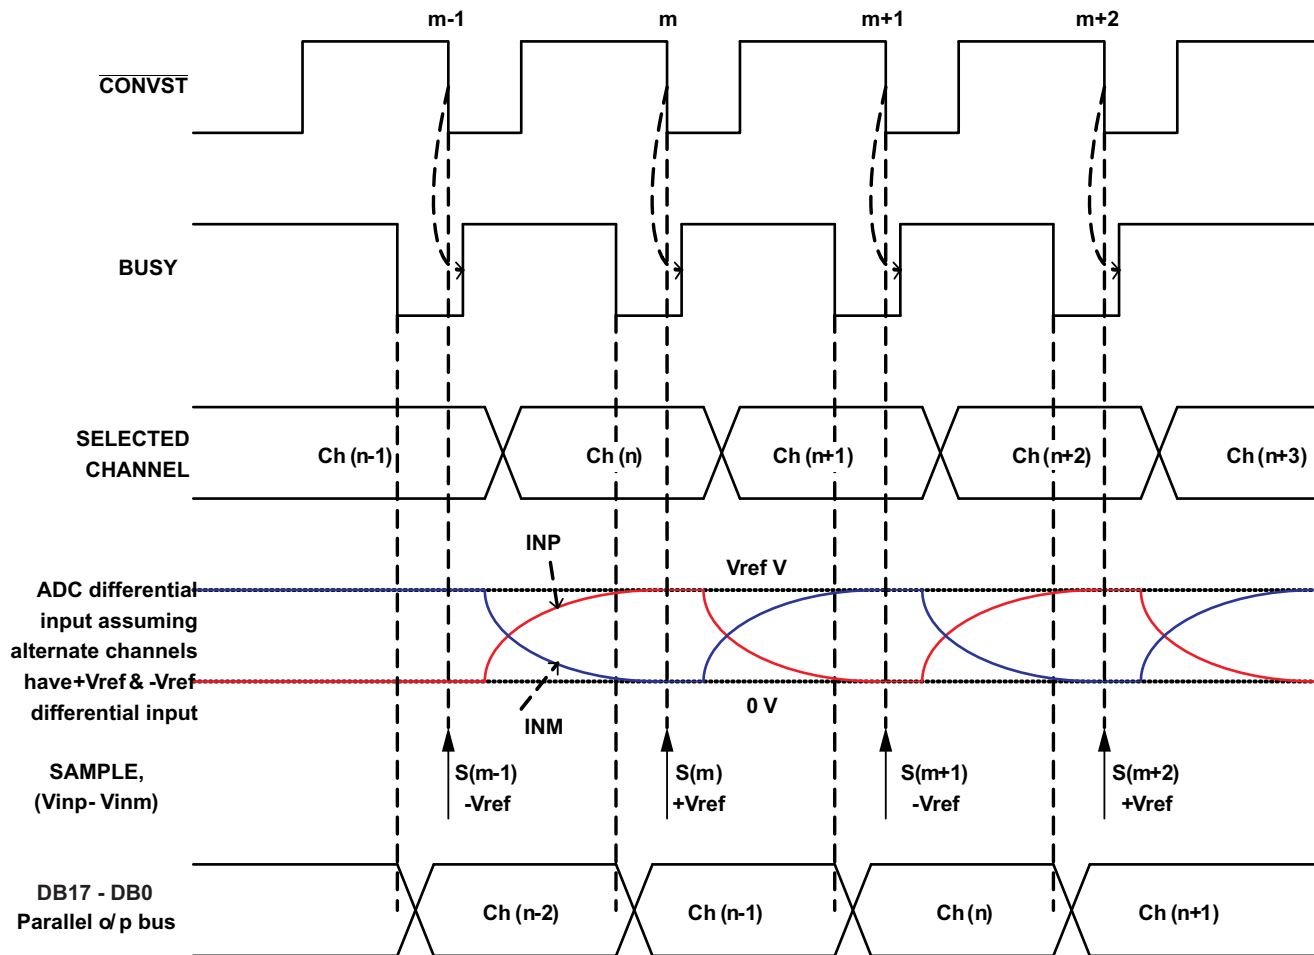 m-1 m m+1 m+2
CONVST
BUSY
SELECTED
CHANNEL
Ch (n-1) Ch (n) Ch (n+1) Ch (n+2) Ch (n+3)
INP
Vref V
ADC differential
input assuming
alternate channels
have+Vref & -Vref
differential input
INM
0 V
SAMPLE,
(Vinp- Vinm)
S(m-1) S(m) S(m+1) S(m+2)
-Vref +Vref -Vref +Vref
DB17 - DB0
Parallel o/p bus
Ch (n-2) Ch (n-1) Ch (n) Ch (n+1)